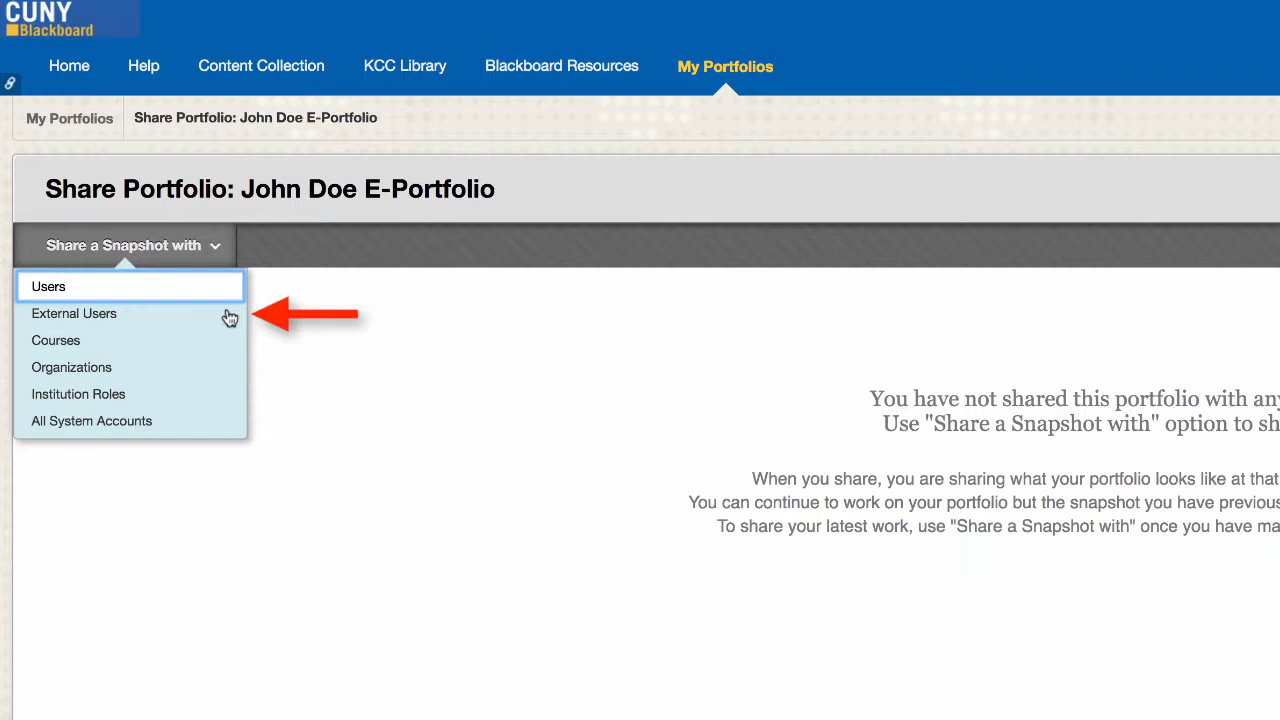 CUNY
Blackboard
Home Help Content Collection KCC Library Blackboard Resources My Portfolios
My Portfolios Share Portfolio: John Doe E-Portfolio
Share Portfolio: John Doe E-Portfolio
Share a Snapshot with
Users
External Users
Courses
Organizations
Institution Roles
All System Accounts
You have not shared this portfolio with
Use "Share a Snapshot with" option to
When you share, you are sharing what your portfolio looks like at that
You can continue to work on your portfolio but the snapshot you have
To share your latest work, use "Share a Snapshot with" once you have